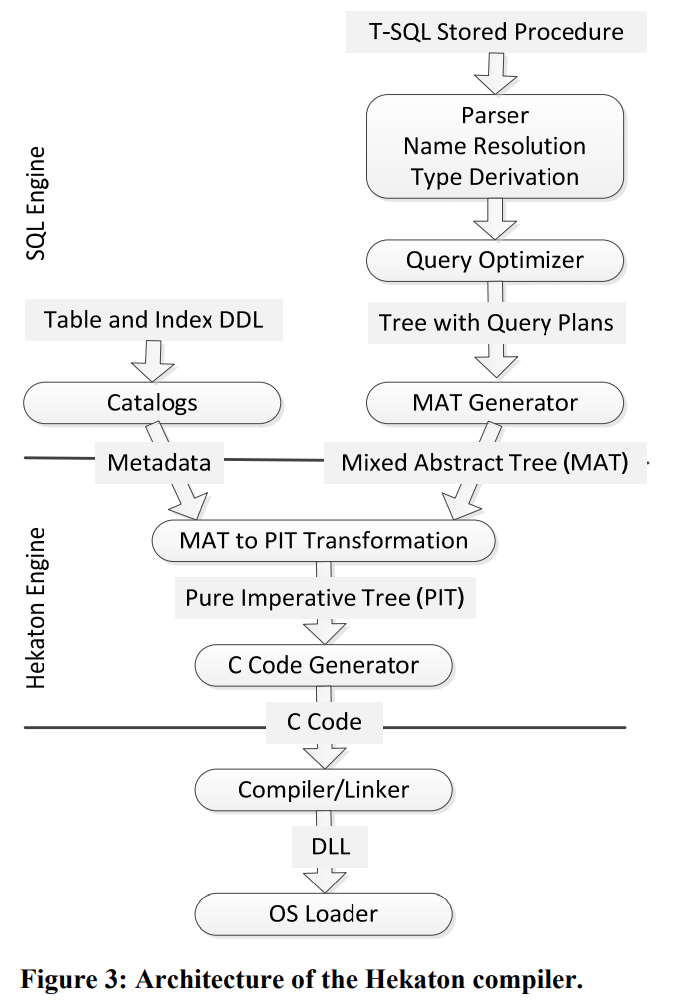 T-SQL Stored Procedure
Parser
Name Resolution
Type Derivation
SQL Engine
Query Optimizer
Table and Index DDL
Tree with Query Plans
Catalogs
MAT Generator
Metadata
Mixed Abstract Tree (MAT)
Hekaton Engine
MAT to PIT Transformation
Pure Imperative Tree (PIT)
C Code Generator
C Code
Compiler/Linker
DLL
OS Loader
Figure 3: Architecture of the Hekaton compiler.